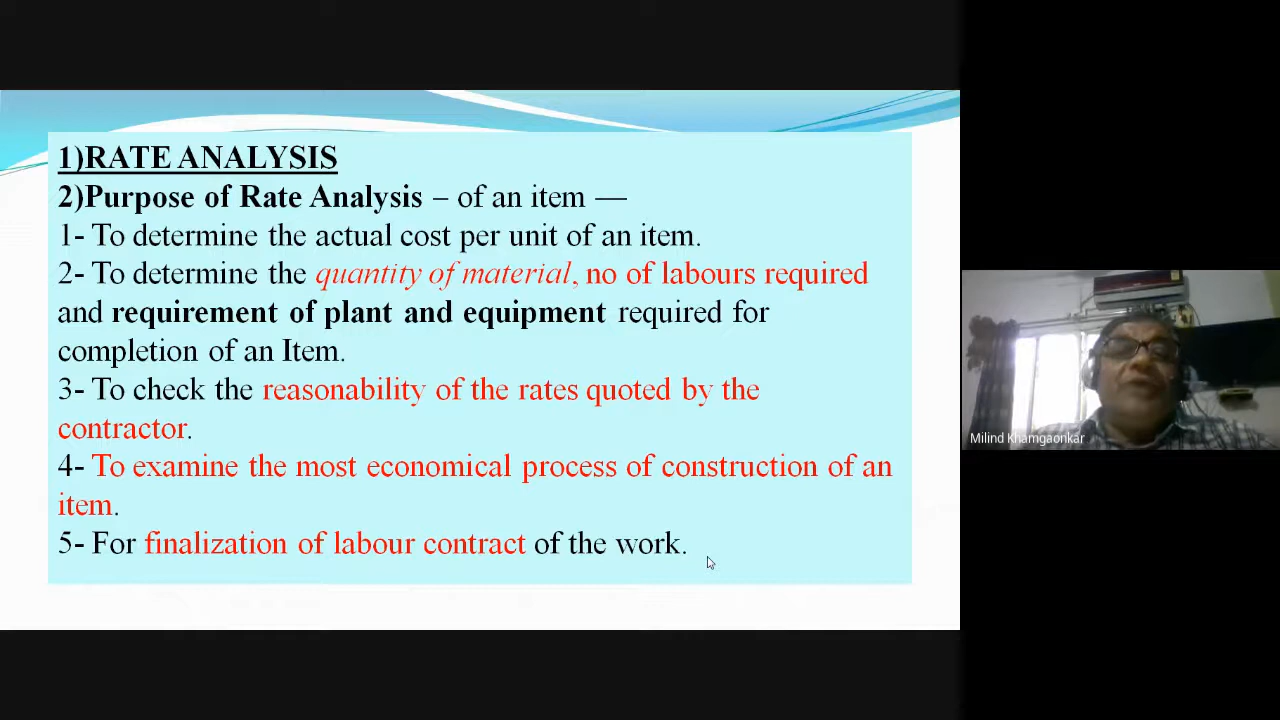 1)RATE ANALYSIS
2)Purpose of Rate Analysis – of an item —
1- To determine the actual cost per unit of an item.
2- To determine the quantity of material, no of labours required
and requirement of plant and equipment required for
completion of an Item.
3- To check the reasonability of the rates quoted by the
contractor.
4- To examine the most economical process of construction of an
item.
5- For finalization of labour contract of the work.
Milind Khamgaonkar